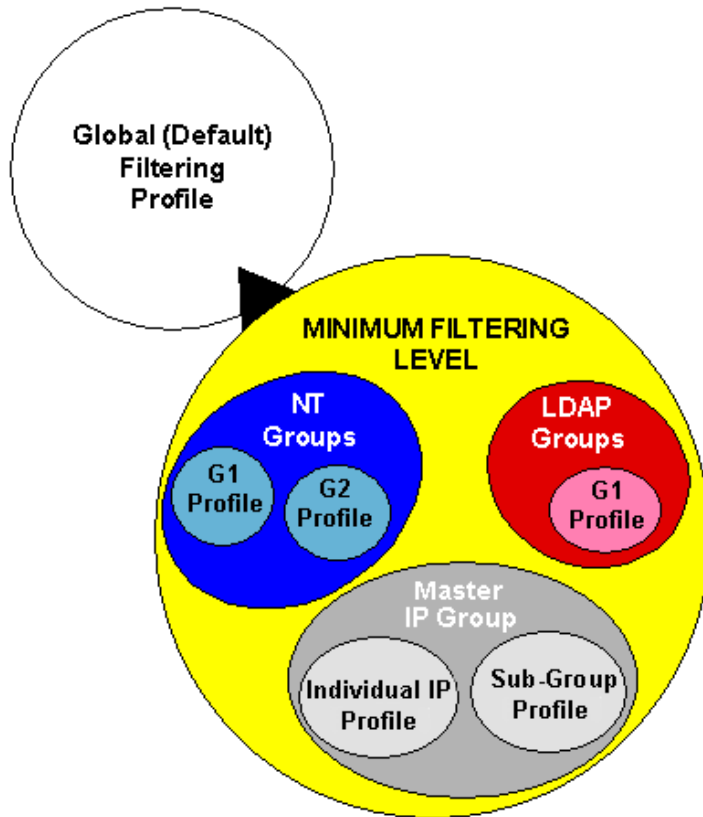 Global (Default)
Filtering
Profile
MINIMUM FILTERING
LEVEL
NT
Groups
G1
Profile
G2
Profile
LDAP
Groups
G1
Profile
Master
IP Group
Individual IP
Profile
Sub-Group
Profile